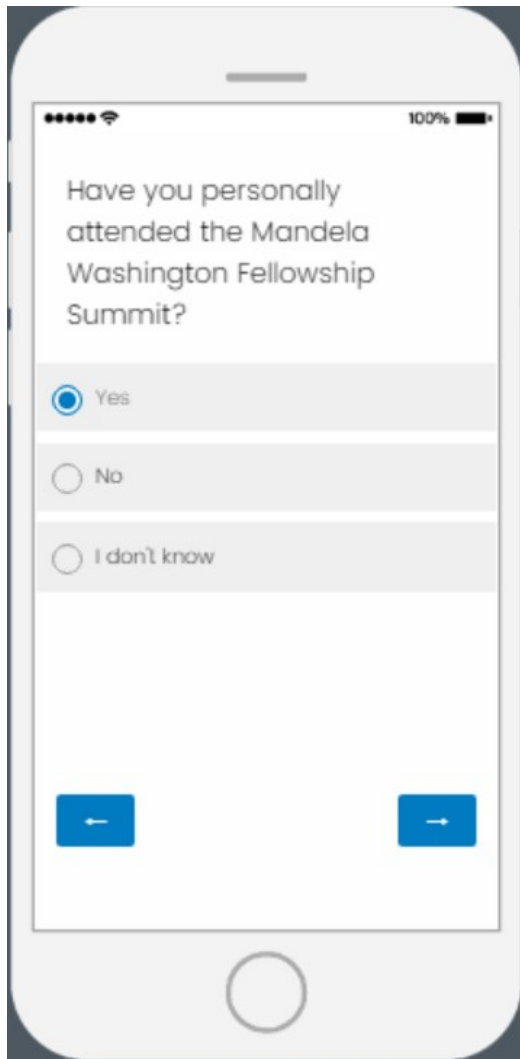 100%
Have you personally
attended the Mandela
Washington Fellowship
Summit?
Yes
No
I don't know
←
→